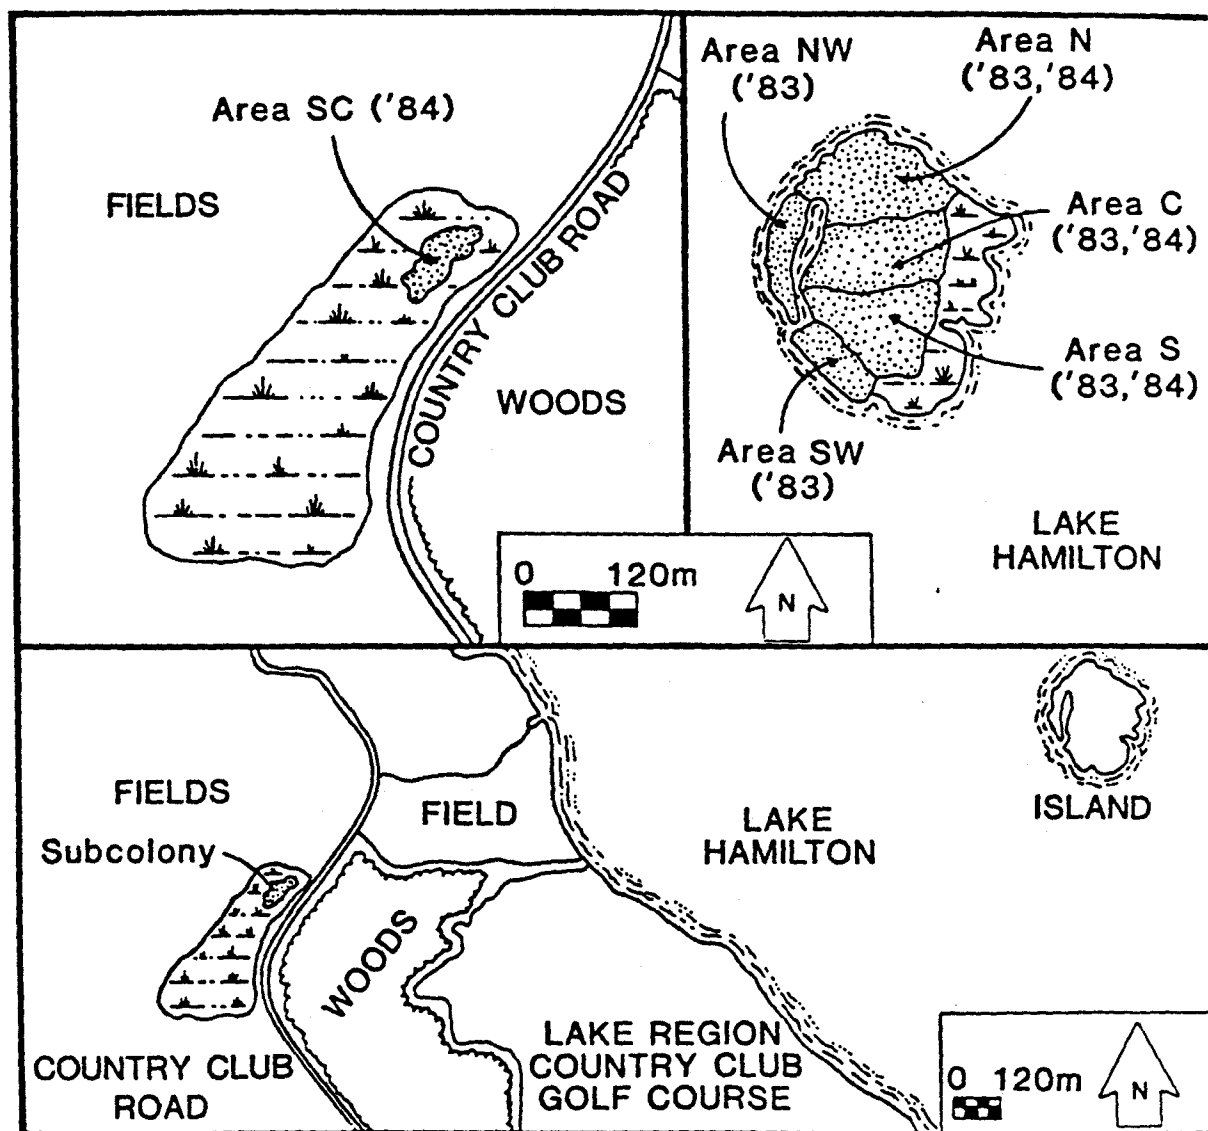 Area SC ('84)
FIELDS
COUNTRY CLUB ROAD
WOODS
0 120m
N
Area NW
('83)
Area N
('83,'84)
Area C
('83,'84)
Area S
('83,'84)
Area SW
('83)
LAKE
HAMILTON
FIELDS
Subcolony
FIELD
WOODS
COUNTRY CLUB
ROAD
LAKE
HAMILTON
ISLAND
LAKE REGION
COUNTRY CLUB
GOLF COURSE
0 120m
N